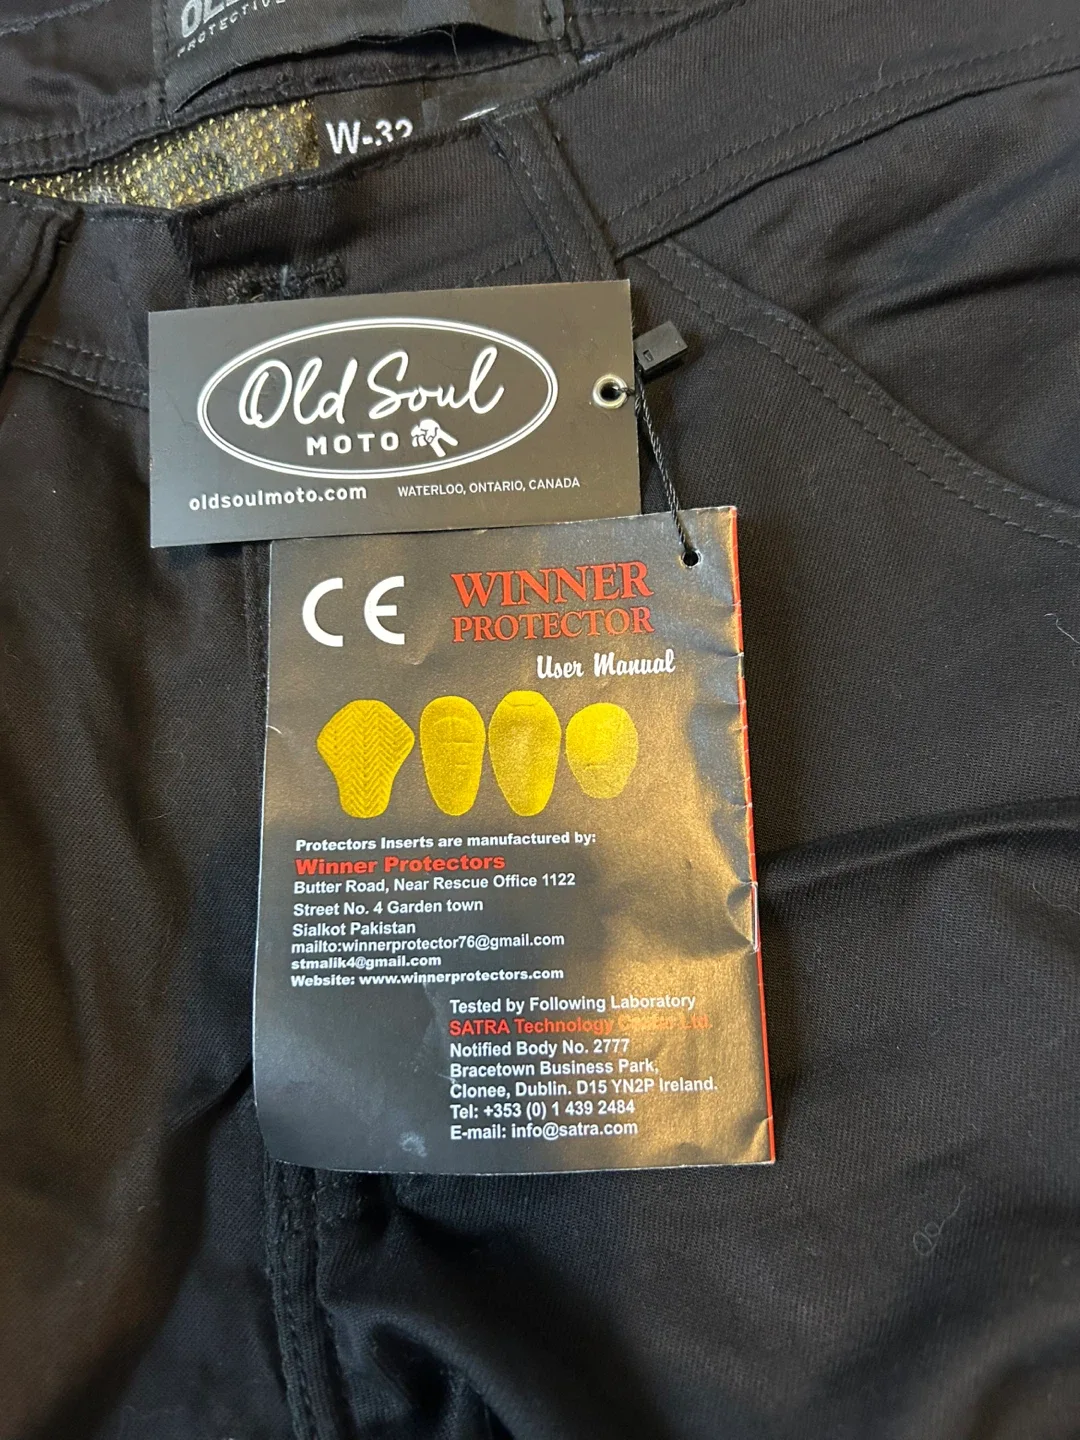 PROTECTIVE
W-32
Old Soul
MOTO
oldsoulmoto.com
WATERLOO, ONTARIO, CANADA
CE
WINNER
PROTECTOR
User Manual
Protectors Inserts are manufactured by:
Winner Protectors
Butter Road, Near Rescue Office 1122
Street No. 4 Garden town
Sialkot Pakistan
mailto:winnerprotector76@gmail.com
stmalik4@gmail.com
Website: www.winnerprotectors.com
Tested by Following Laboratory
SATRA Technology Ltd.
Notified Body No. 2777
Bracetown Business Park,
Clonee, Dublin. D15 YN2P Ireland.
Tel: +353 (0) 1 439 2484
E-mail: info@satra.com